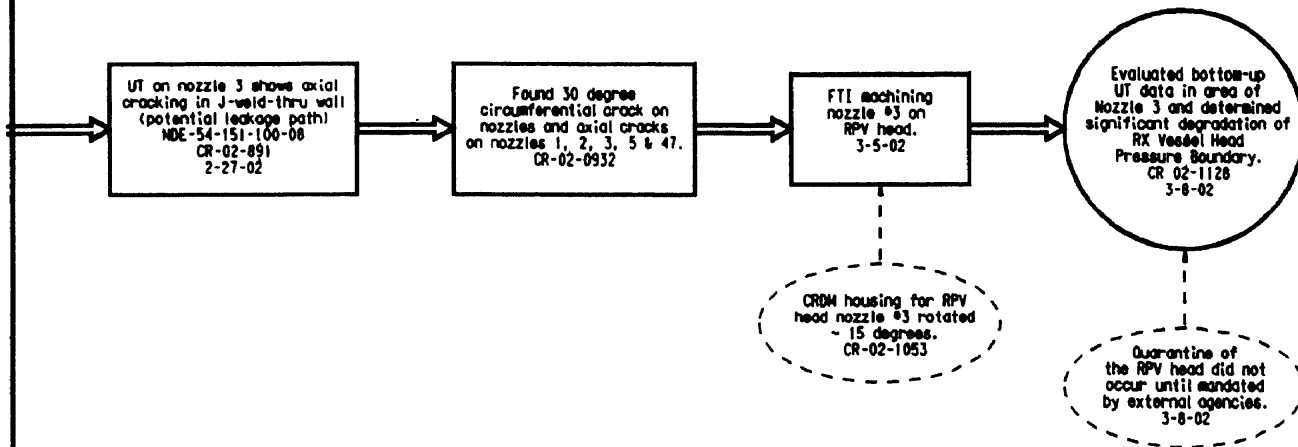 UT on nozzle 3 shows axial
cracking in J-weld-thru wall
(potential leakage path)
NDE-54-151-100-08
CR-02-891
2-27-02
Found 30 degree
circumferential crack on
nozzles and axial cracks
on nozzles 1, 2, 3, 5 & 47.
CR-02-0932
FTI machining
nozzle #3 on
RPV head.
3-5-02
Evaluated bottom-up
UT data in area of
Nozzle 3 and determined
significant degradation of
RX Vessel Head
Pressure Boundary.
CR 02-1128
3-8-02
CRDM housing for RPV
head nozzle #3 rotated
~ 15 degrees.
CR-02-1053
Quarantine of
the RPV head did not
occur until mandated
by external agencies.
3-8-02